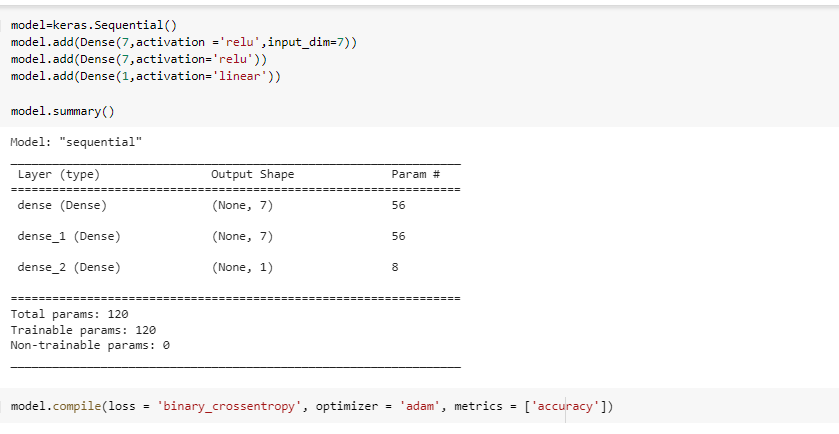 model=keras.Sequential()
model.add(Dense(7,activation ='relu',input_dim=7))
model.add(Dense(7,activation='relu'))
model.add(Dense(1,activation='linear'))
model.summary()
Model: "sequential"
Layer (type) Output Shape Param #
=================================================================
dense (Dense) (None, 7) 56
dense_1 (Dense) (None, 7) 56
dense_2 (Dense) (None, 1) 8
=================================================================
Total params: 120
Trainable params: 120
Non-trainable params: 0
model.compile(loss = 'binary_crossentropy', optimizer = 'adam', metrics = ['accuracy'])